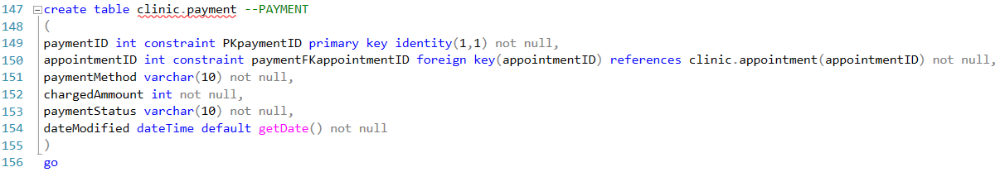 147 create table clinic.payment --PAYMENT
148 (
149 paymentID int constraint PKpaymentID primary key identity(1,1) not null,
150 appointmentID int constraint paymentFKappointmentID foreign key(appointmentID) references clinic.appointment(appointmentID) not null,
151 paymentMethod varchar(10) not null,
152 chargedAmmount int not null,
153 paymentStatus varchar(10) not null,
154 dateModified dateTime default getDate() not null
155 )
156 go